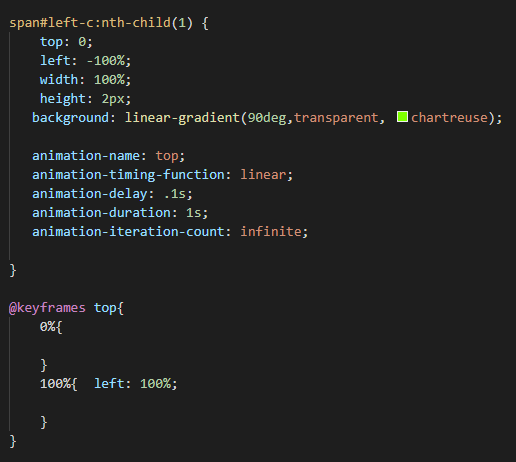 span#left-c:nth-child(1) {
    top: 0;
    left: -100%;
    width: 100%;
    height: 2px;
   background: linear-gradient(90deg,transparent, chartreuse);
   animation-name: top;
   animation-timing-function: linear;
   animation-delay: .1s;
   animation-duration: 1s;
   animation-iteration-count: infinite;
}
@keyframes top{
    0%{
    }
    100%{  left: 100%;
    }
}